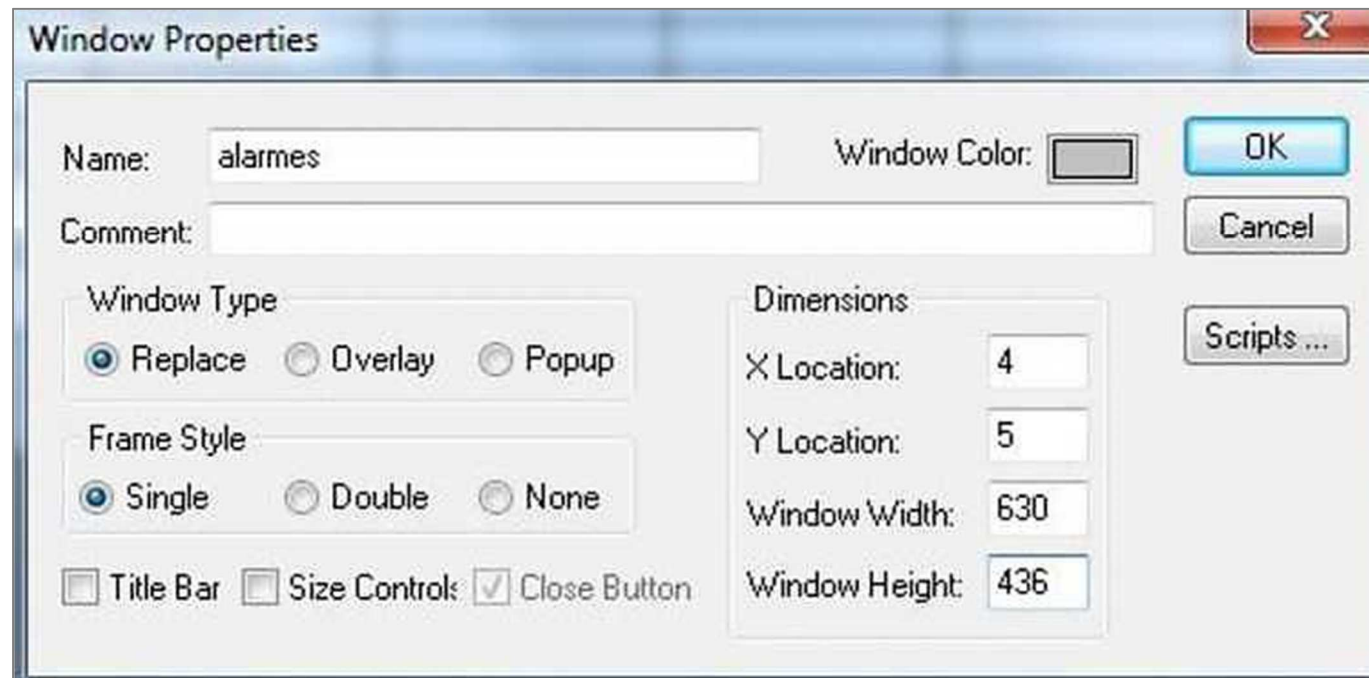 Window Properties
Name: alarmes Window Color: OK
Comment: Cancel
Window Type Dimensions Scripts ...
Replace Overlay Popup X Location: 4
Frame Style Y Location: 5
Single Double None Window Width: 630
Title Bar Size Controls Close Button Window Height: 436